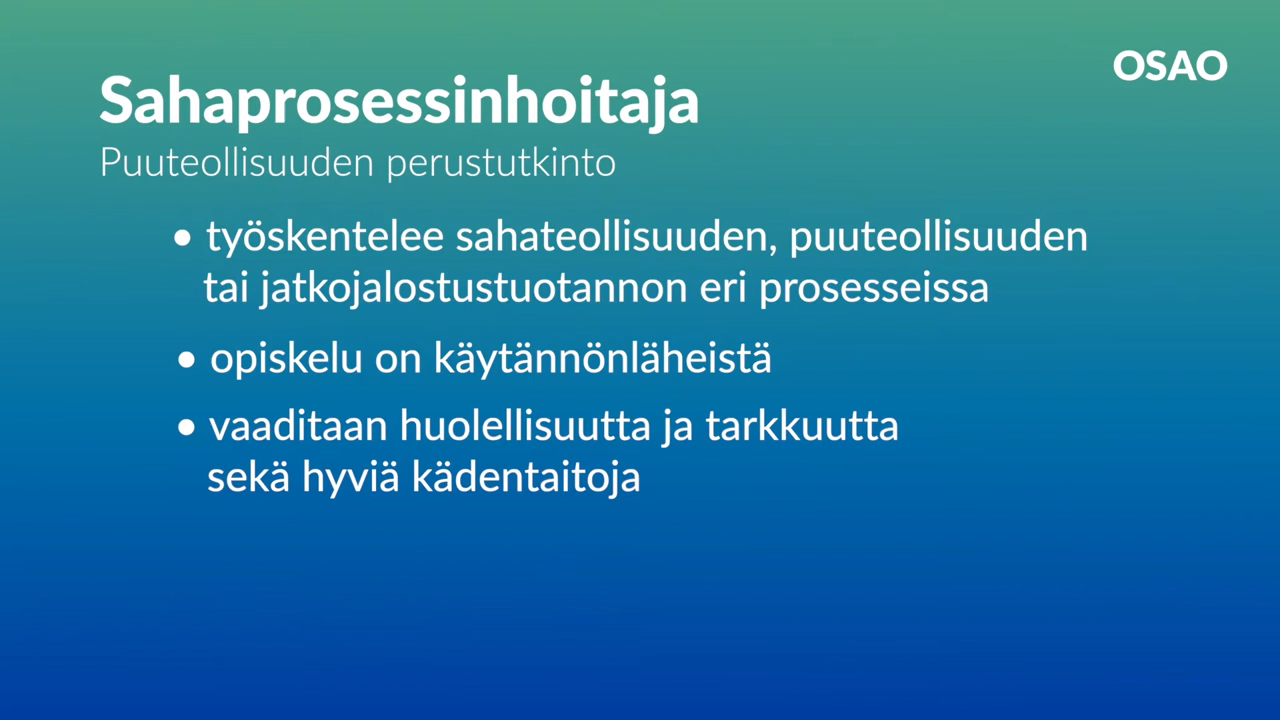 OSAO
Sahaprosessinhoitaja
Puuteollisuuden perustutkinto
• työskentelee sahateollisuuden, puuteollisuuden
tai jatkojalostustuotannon eri prosesseissa
• opiskelu on käytännönläheistä
• vaaditaan huolellisuutta ja tarkkuutta
sekä hyviä kädentaitoja